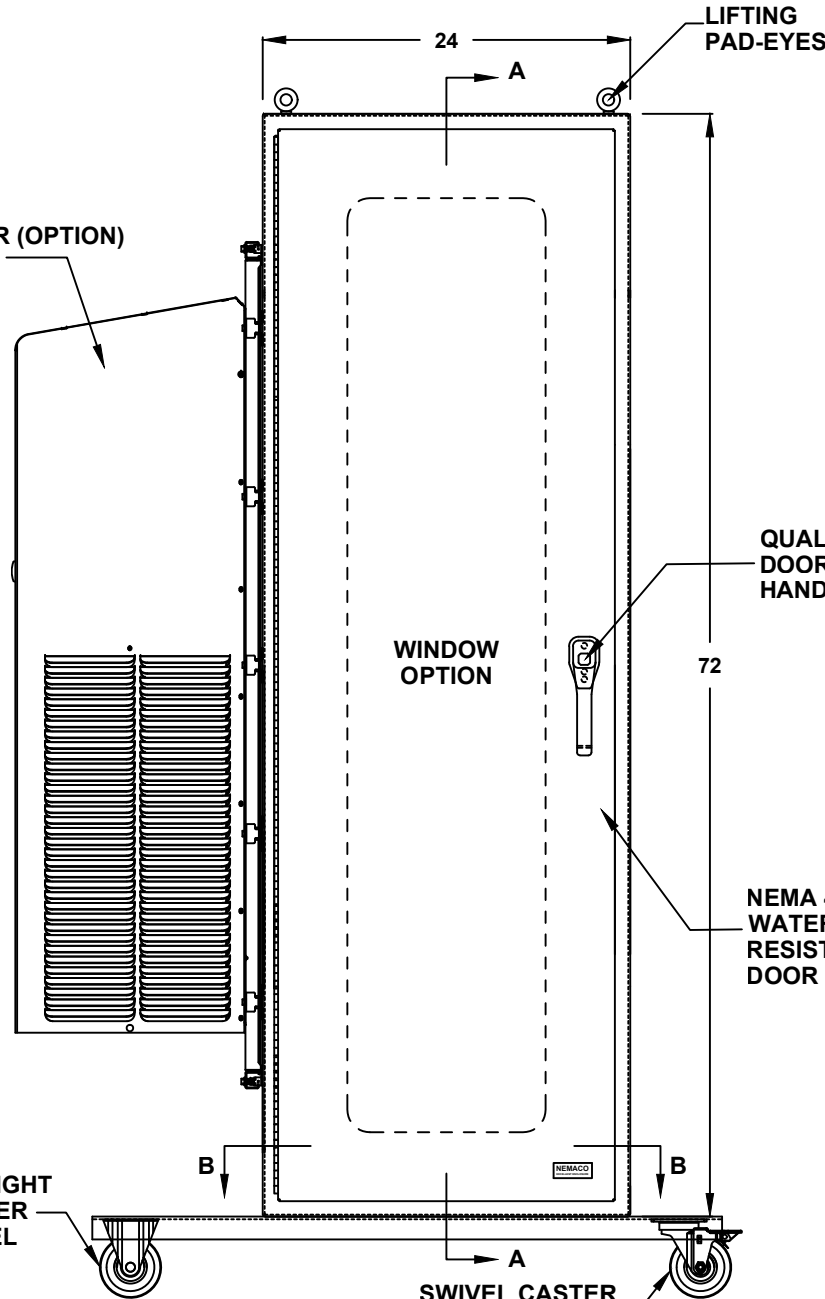 LIFTING
PAD-EYES
24
A
R (OPTION)
QUAL
DOOR
HAND
WINDOW
OPTION
72
NEMA
WATER
RESIST
DOOR
B
B
NEMACO
IGHT
ER
EL
A
SWIVEL CASTER